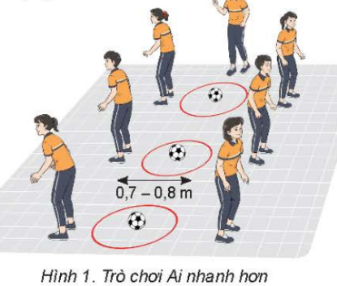 0,7 – 0,8 m
Hình 1. Trò chơi Ai nhanh hơn